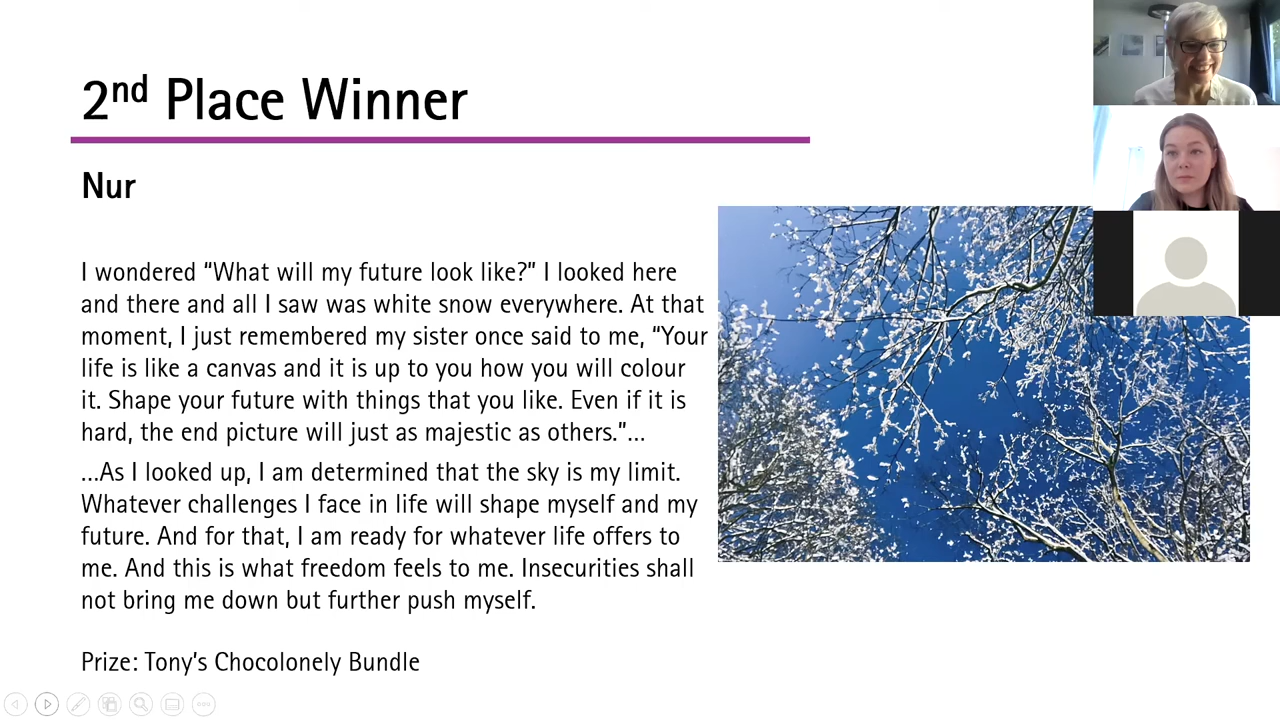 2nd Place Winner
Nur
I wondered “What will my future look like?” I looked here
and there and all I saw was white snow everywhere. At that
moment, I just remembered my sister once said to me, “Your
life is like a canvas and it is up to you how you will colour
it. Shape your future with things that you like. Even if it is
hard, the end picture will just as majestic as others.”…
…As I looked up, I am determined that the sky is my limit.
Whatever challenges I face in life will shape myself and my
future. And for that, I am ready for whatever life offers to
me. And this is what freedom feels to me. Insecurities shall
not bring me down but further push myself.
Prize: Tony’s Chocolonely Bundle